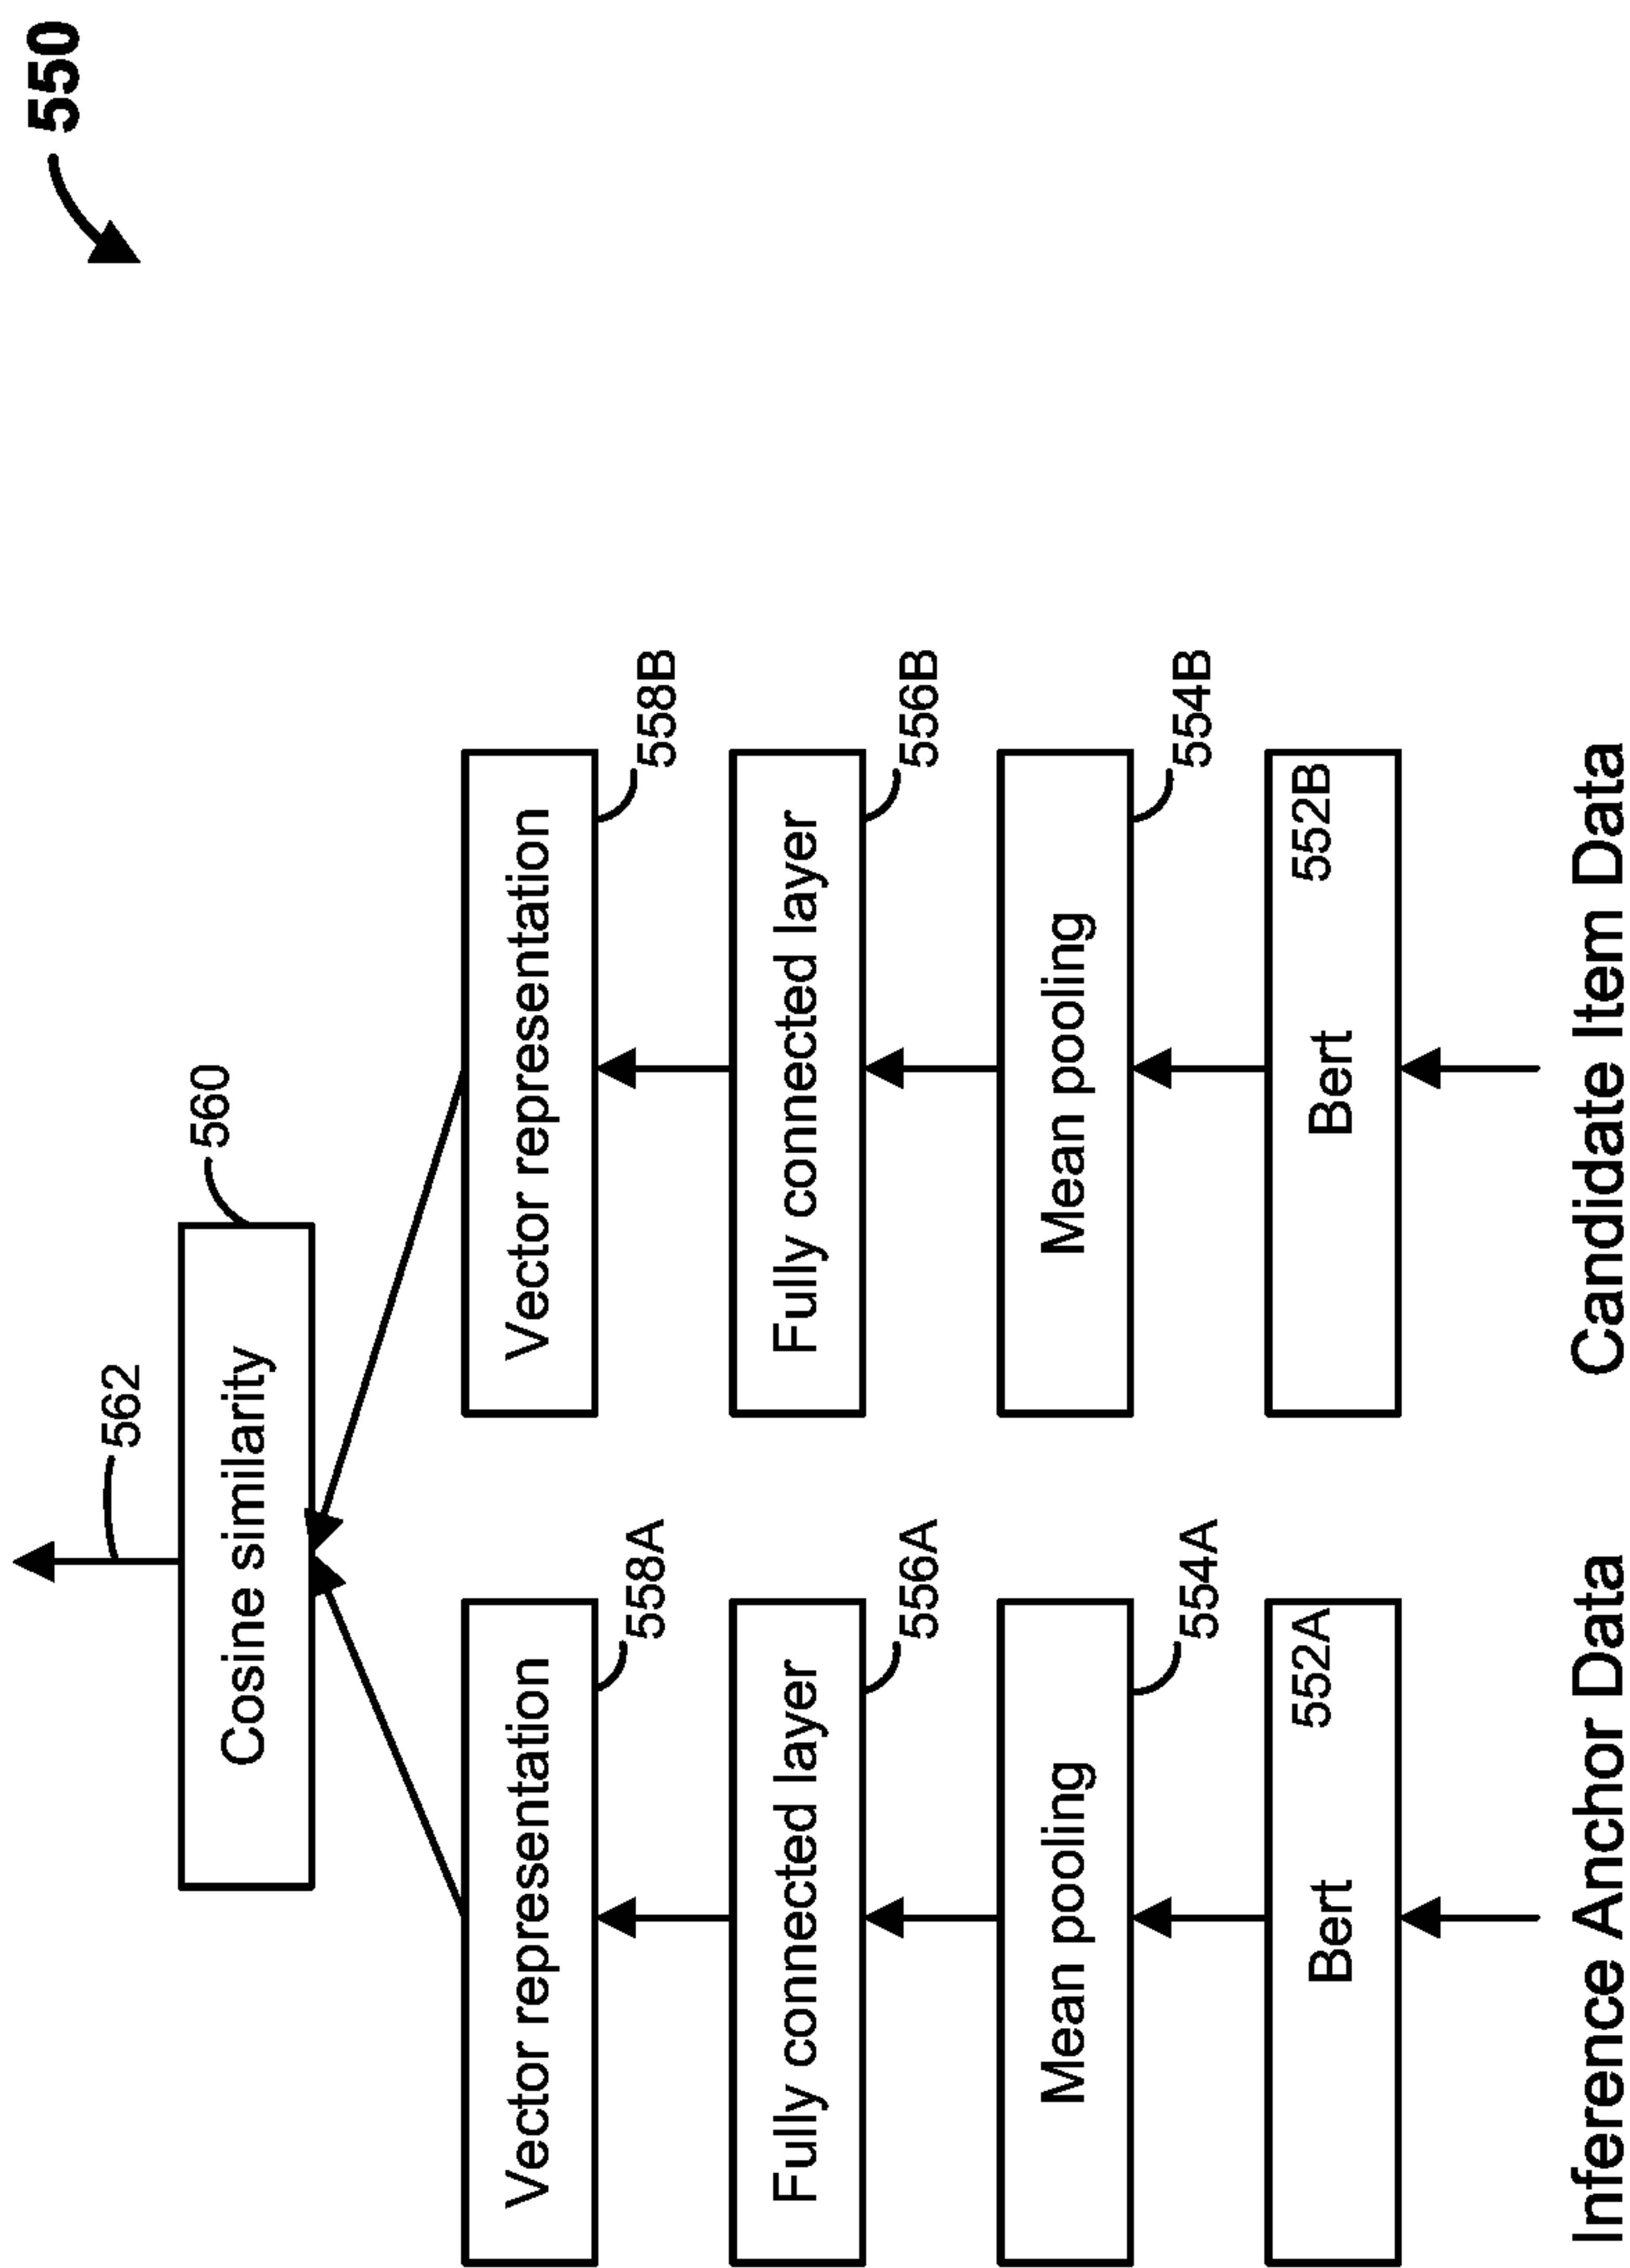 550
562
560
Cosine similarity
Vector representation
558A
Vector representation
558B
Fully connected layer
556A
Fully connected layer
556B
Mean pooling
554A
Mean pooling
554B
552A
Bert
552B
Bert
Inference Anchor Data
Candidate Item Data